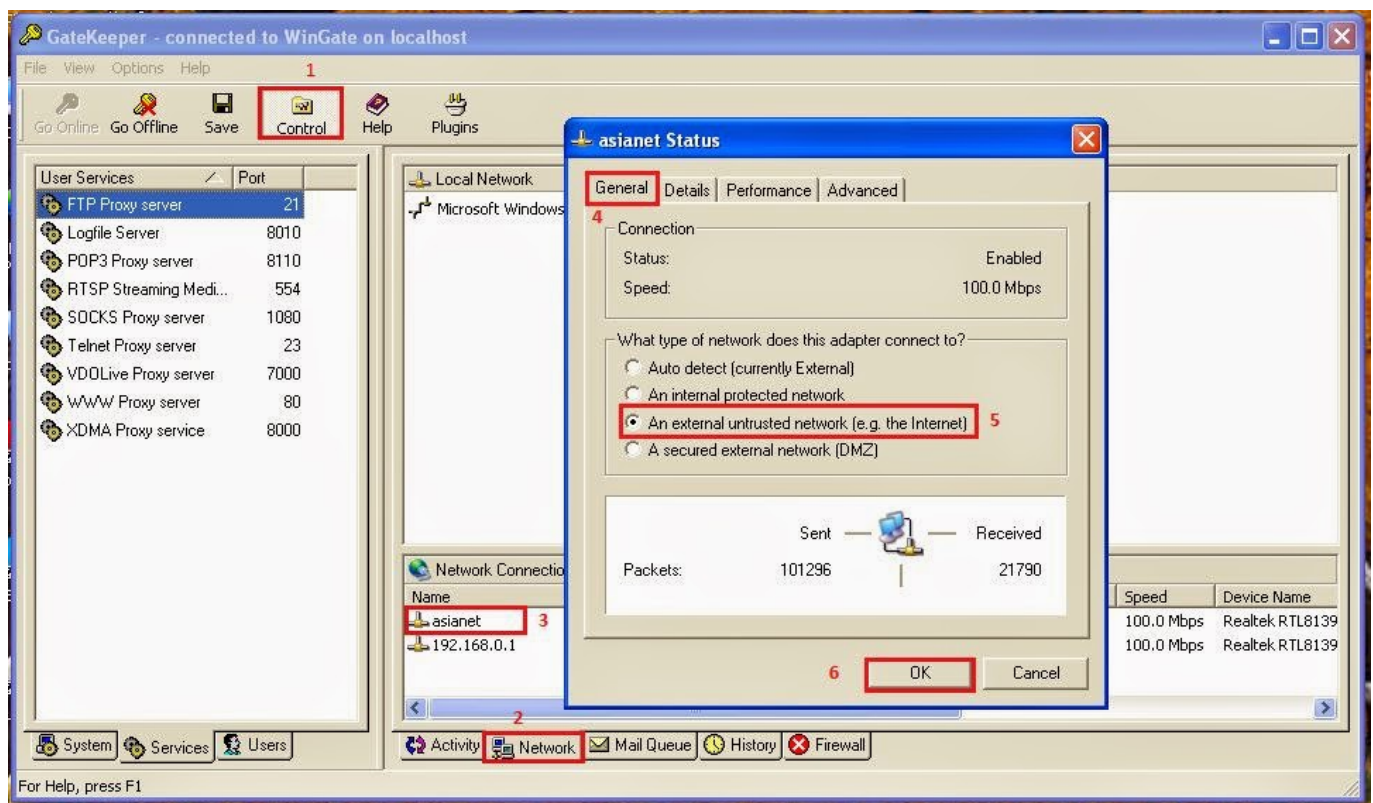 GateKeeper - connected to WinGate on localhost
File View Options Help
1
Go Online Go Offline Save Control Help Plugins
User Services Port
FTP Proxy server 21
Logfile Server 8010
POP3 Proxy server 8110
RTSP Streaming Medi... 554
SOCKS Proxy server 1080
Telnet Proxy server 23
VDOLive Proxy server 7000
WWW Proxy server 80
XDMA Proxy service 8000
System Services Users
Local Network
Microsoft Windows
asianet Status
General Details Performance Advanced
4
Connection
Status: Enabled
Speed: 100.0 Mbps
What type of network does this adapter connect to?
Auto detect (currently External)
An internal protected network
An external untrusted network (e.g. the Internet) 5
A secured external network (DMZ)
Sent Received
Packets: 101296 21790
6 OK Cancel
Network Connectio
Name Speed Device Name
asianet 3 100.0 Mbps Realtek RTL8139
192.168.0.1 100.0 Mbps Realtek RTL8139
2
Activity Network Mail Queue History Firewall
For Help, press F1